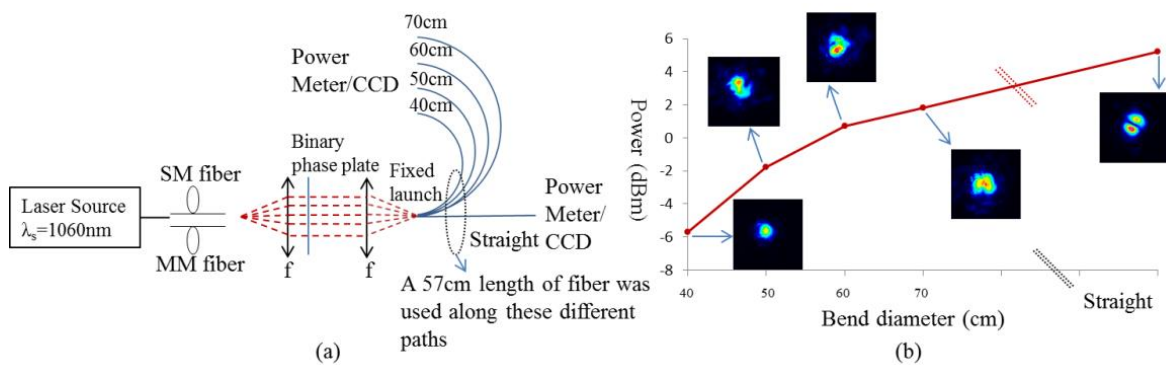 70cm
60cm
50cm
40cm
Power
Meter/CCD
Binary
phase plate
Fixed
launch
SM fiber
Laser Source
λs=1060nm
MM fiber
f
f
Power
Meter/
CCD
Straight
A 57cm length of fiber was
used along these different
paths
(a)
(b)
Power (dBm)
6
4
2
0
-2
-4
-6
-8
40
50
60
70
Straight
Bend diameter (cm)